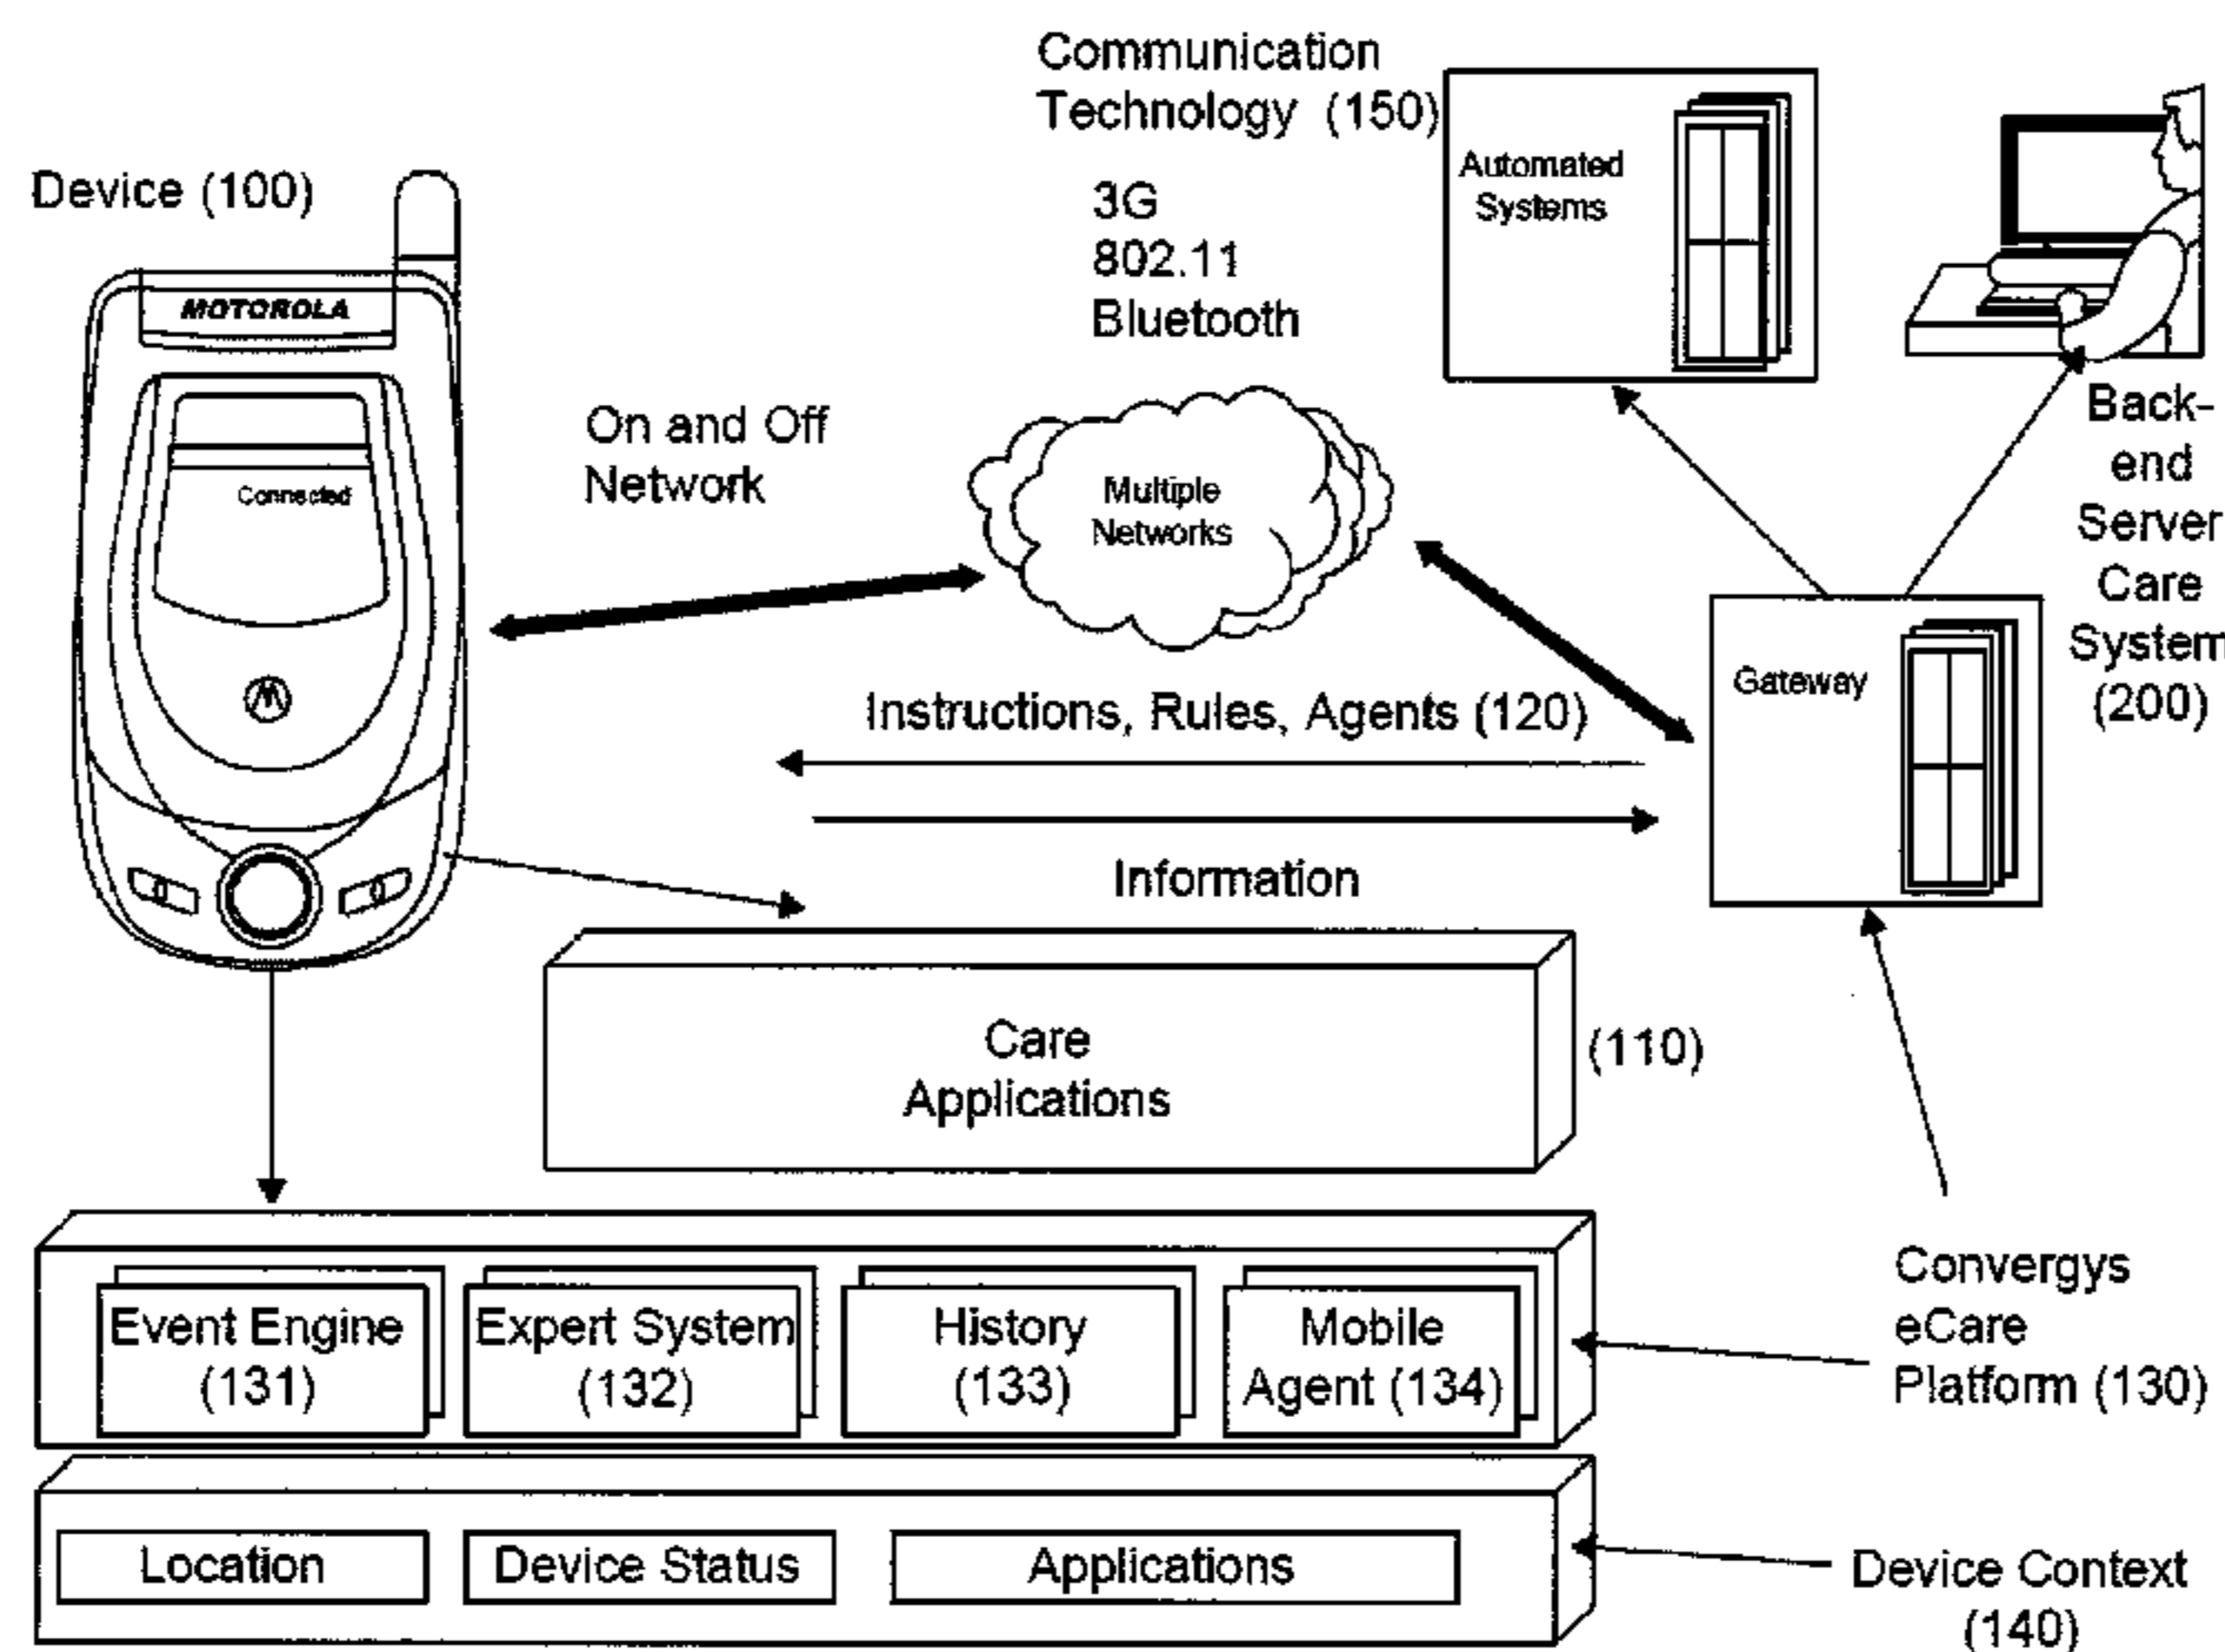 Communication
Technology (150)
3G
802.11
Bluetooth
Automated
Systems
Device (100)
MOTOROLA
Connected
On and Off
Network
Multiple
Networks
Back-
end
Server
Care
System
(200)
Gateway
Instructions, Rules, Agents (120)
Information
Care
Applications
(110)
Event Engine
(131)
Expert System
(132)
History
(133)
Mobile
Agent (134)
Convergys
eCare
Platform (130)
Location
Device Status
Applications
Device Context
(140)